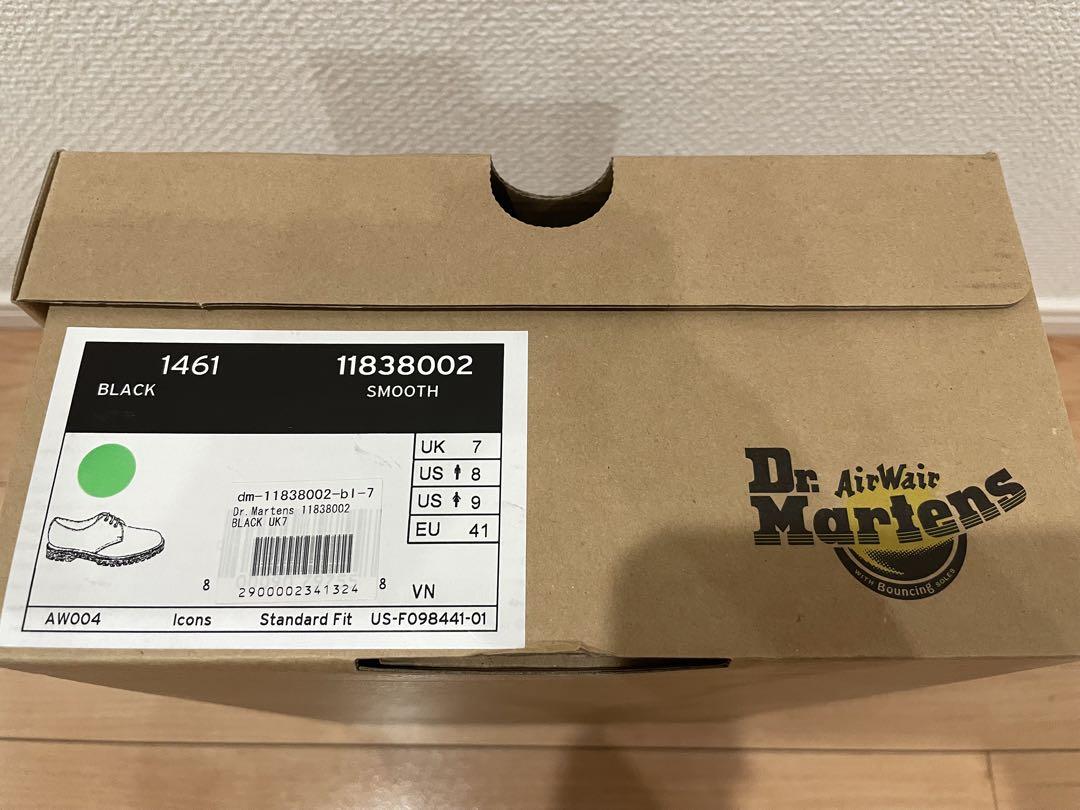 1461 11838002
BLACK SMOOTH
UK 7
US 8
US 9
EU 41
dm-11838002-bl-7
Dr.Martens 11838002
BLACK UK7
8 2900002341324 8
VN
AW004 Icons Standard Fit US-F098441-01
Dr. AirWair
Martens
WITH Bouncing SOLES